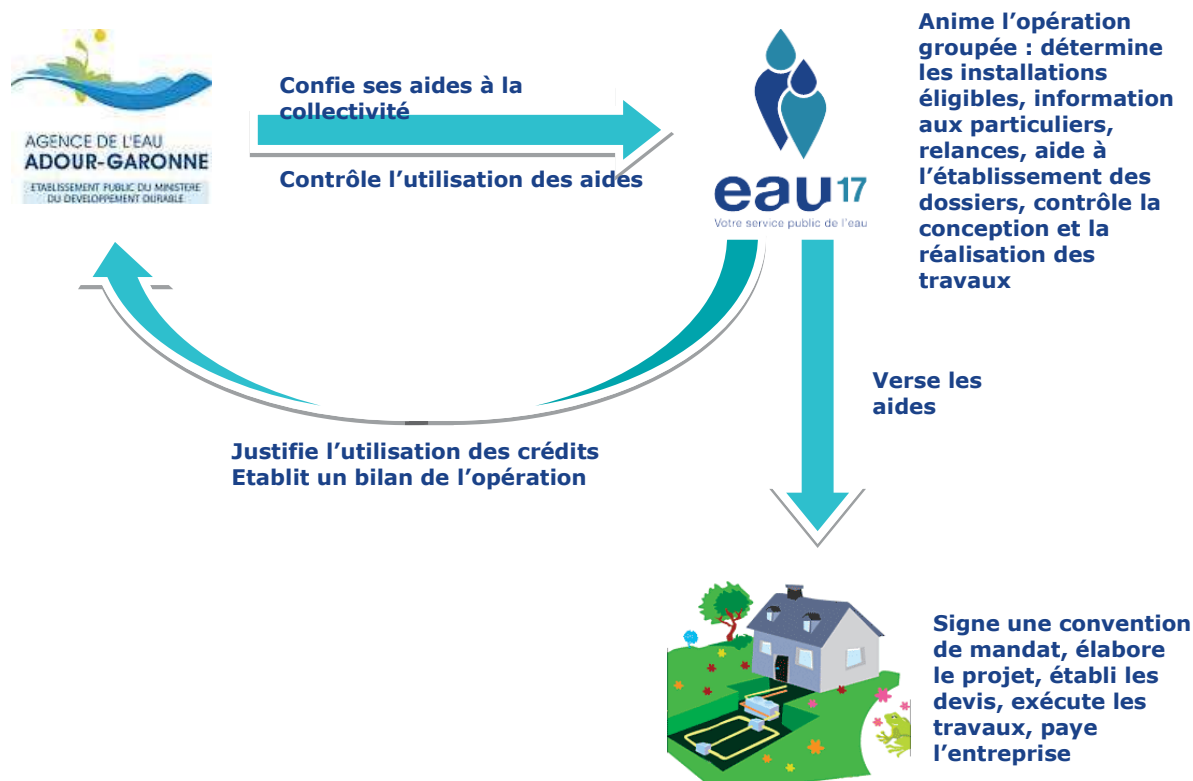 AGENCE DE L'EAU
ADOUR-GARONNE
ETABLISSEMENT PUBLIC DU MINISTERE
DU DEVELOPPEMENT DURABLE
Confie ses aides à la
collectivité
Contrôle l'utilisation des aides
eau17
Votre service public de l'eau
Anime l'opération
groupée : détermine
les installations
éligibles, information
aux particuliers,
relances, aide à
l'établissement des
dossiers, contrôle la
conception et la
réalisation des
travaux
Verse les
aides
Justifie l'utilisation des crédits
Etablit un bilan de l'opération
Signe une convention
de mandat, élabore
le projet, établi les
devis, exécute les
travaux, paye
l'entreprise